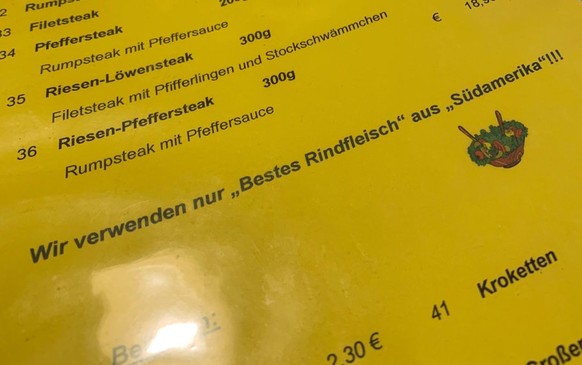 33 Filetsteak
34 Pfeffersteak
Rumpsteak mit Pfeffersauce
35 Riesen-Löwensteak 300g
Filetsteak mit Pfifferlingen und Stockschwämmchen €
36 Riesen-Pfeffersteak 300g
Rumpsteak mit Pfeffersauce
Wir verwenden nur „Bestes Rindfleisch“ aus „Südamerika“!!!
2.30 € 41 Kroketten